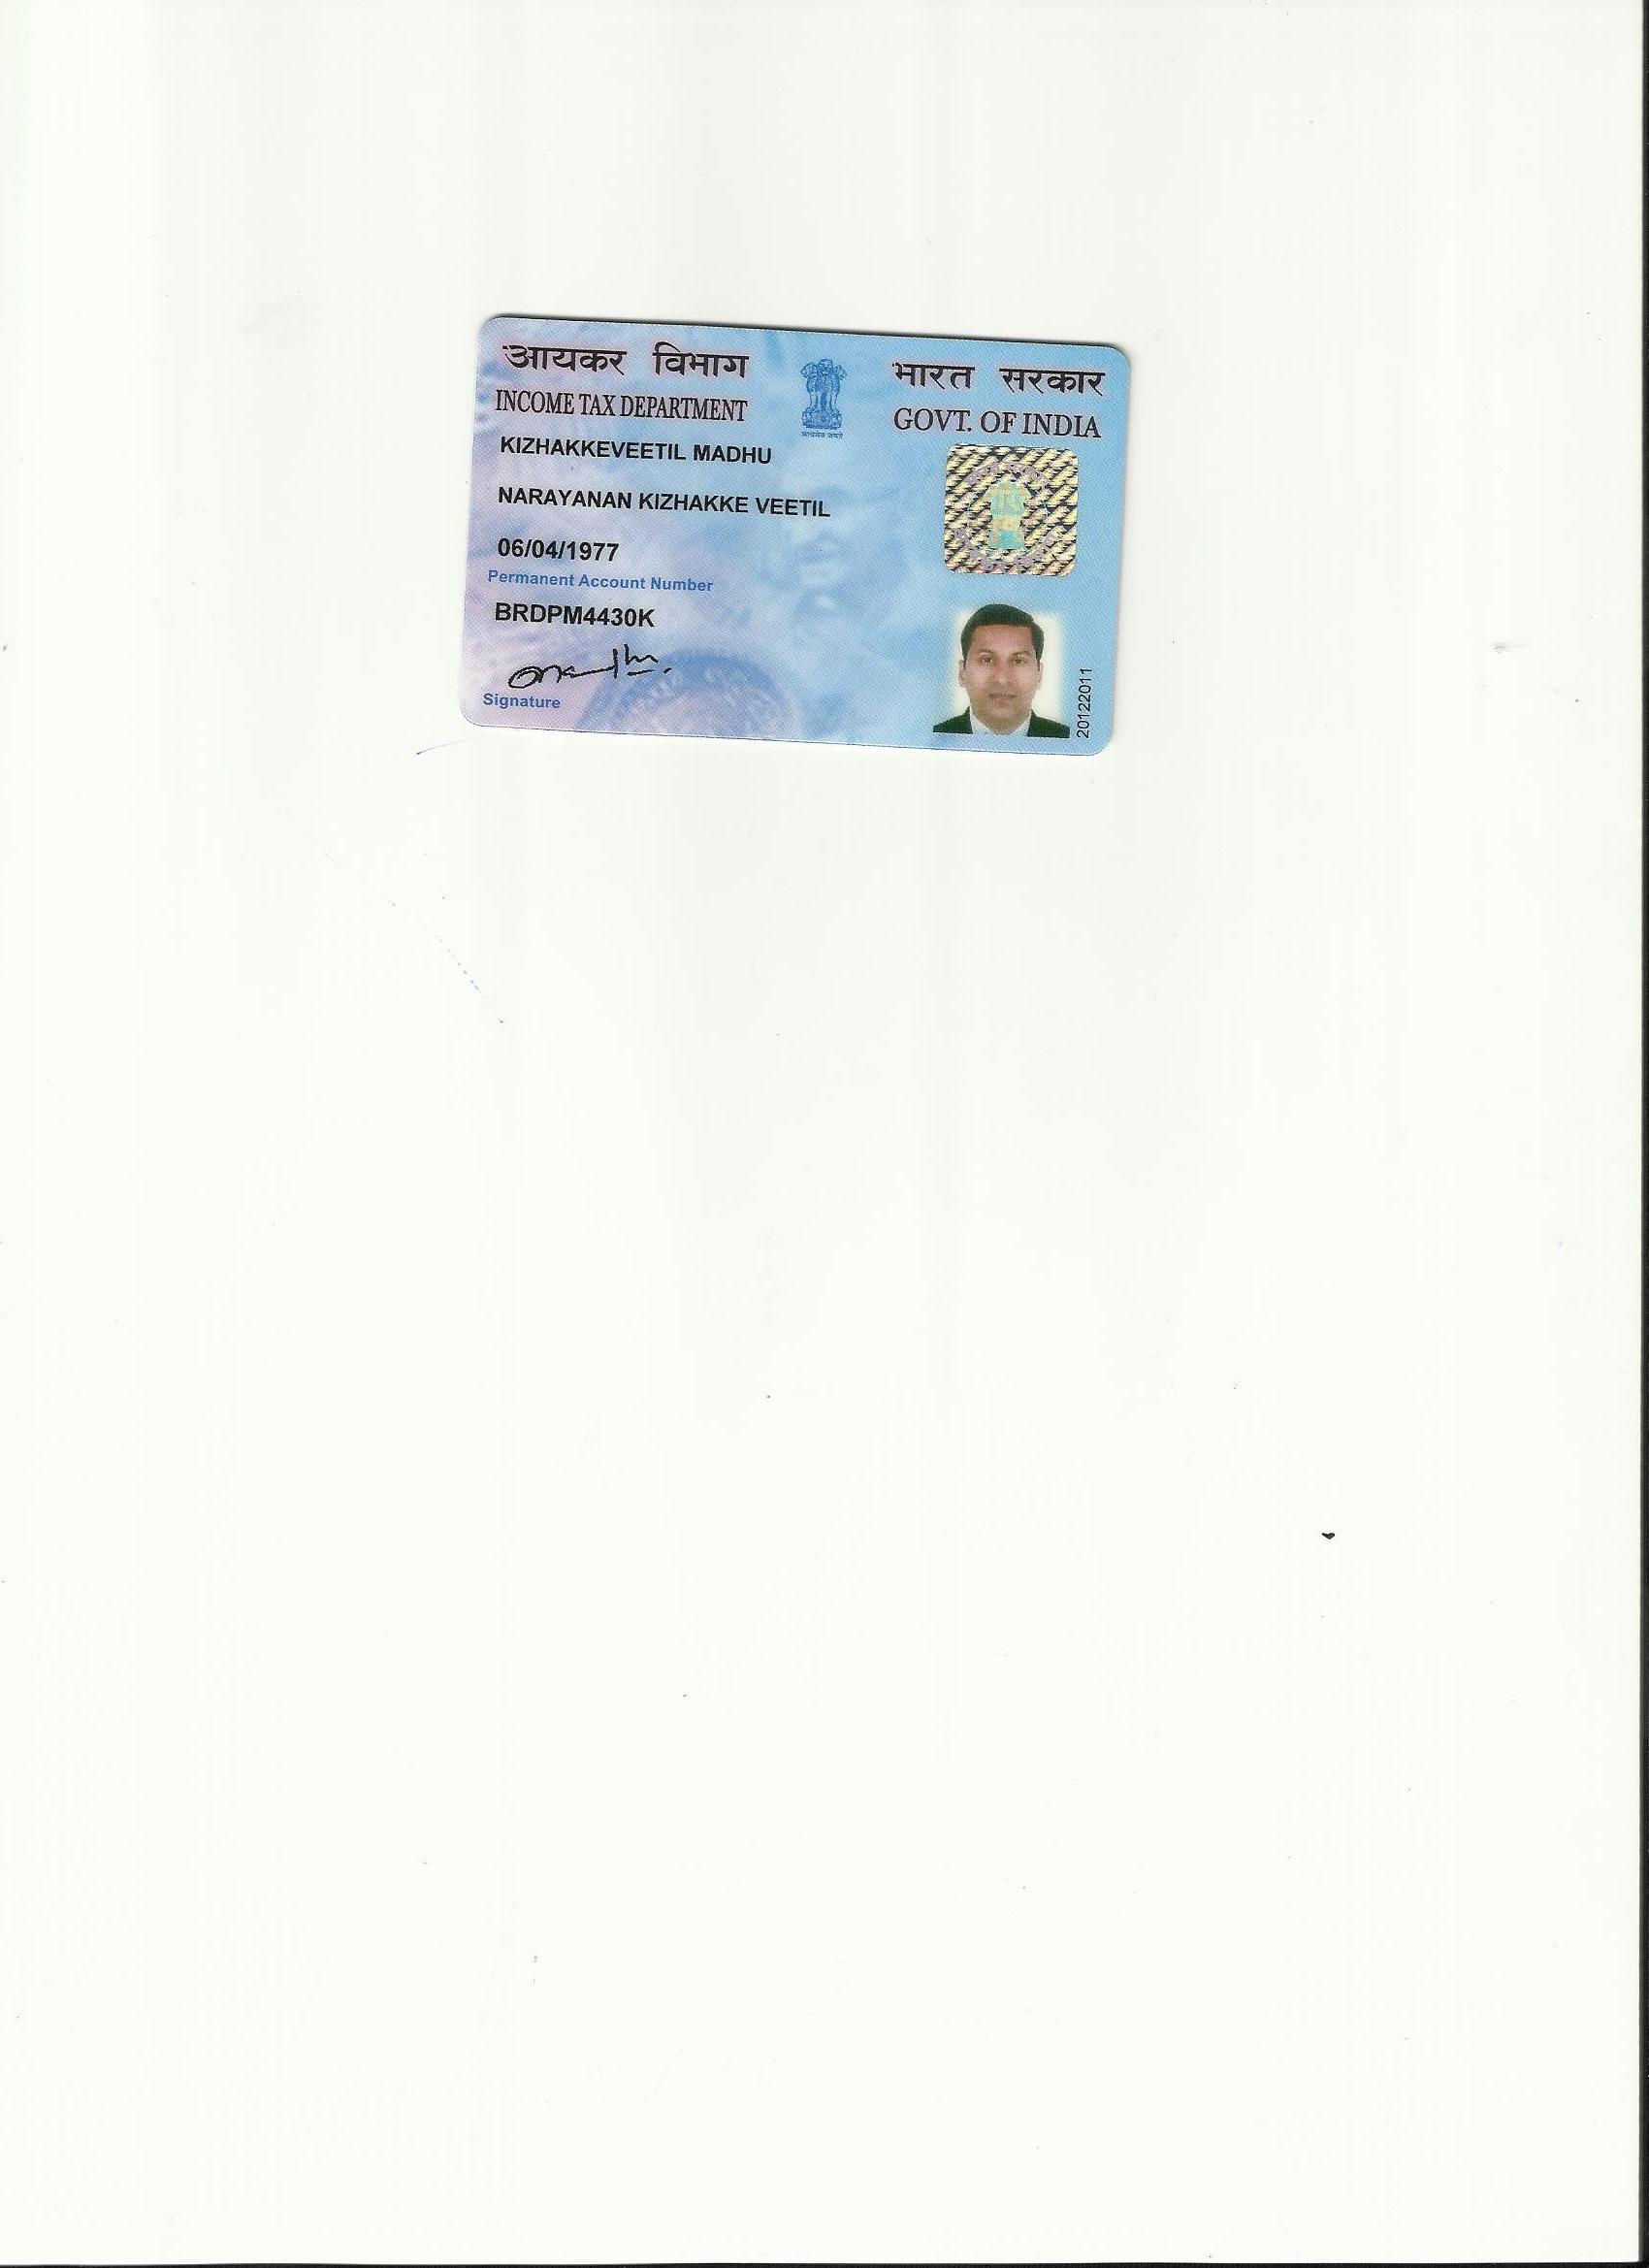 आयकर विभाग
INCOME TAX DEPARTMENT
भारत सरकार
GOVT. OF INDIA
सत्यमेव जयते
KIZHAKKEVEETIL MADHU
NARAYANAN KIZHAKKE VEETIL
06/04/1977
Permanent Account Number
BRDPM4430K
Madhu
Signature
20122011